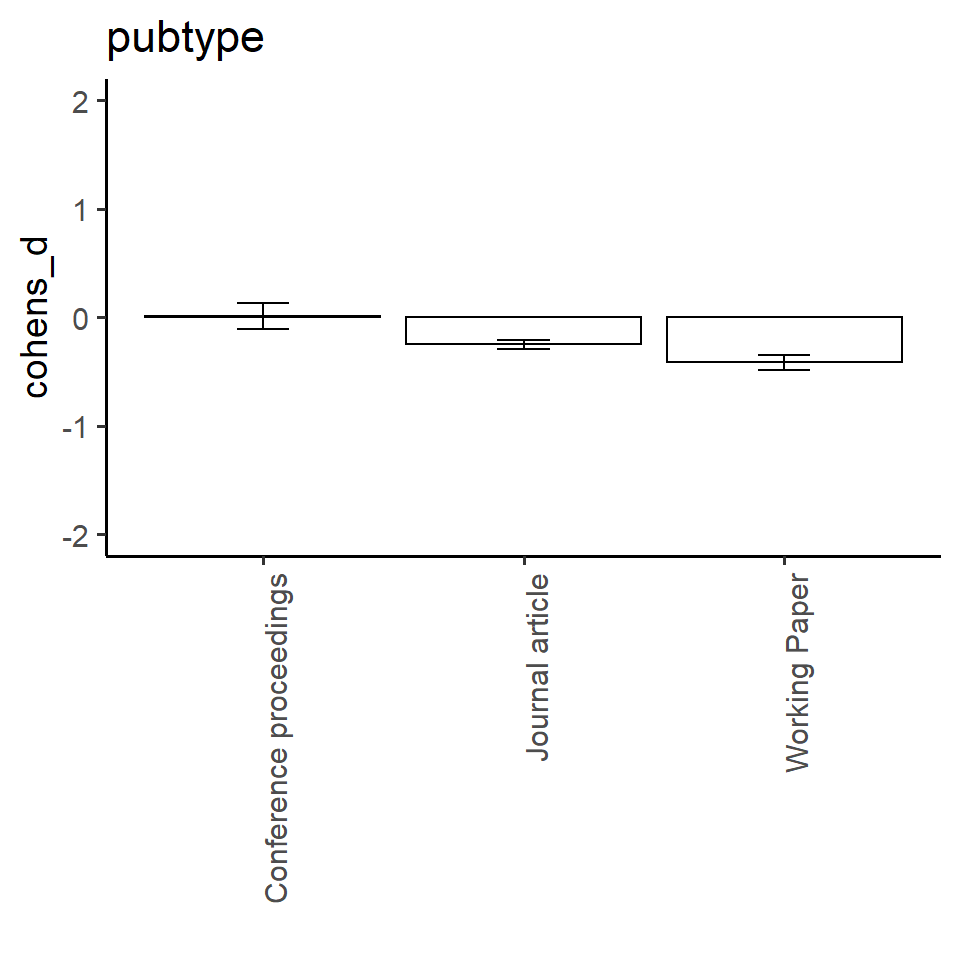 pubtype
cohens_d
2
1
0
-1
-2
Conference proceedings
Journal article
Working Paper